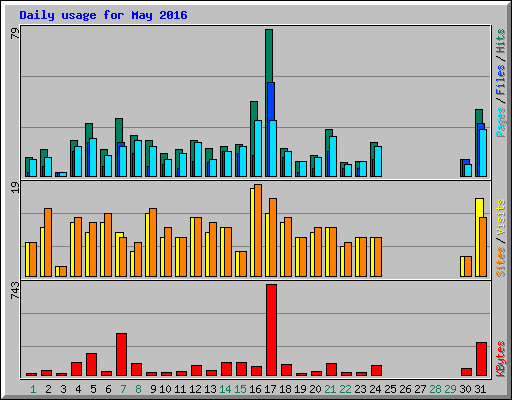 Daily usage for May 2016
79
Pages / Files / Hits
19
Sites / Visits
743
KBytes
1 2 3 4 5 6 7 8 9 10 11 12 13 14 15 16 17 18 19 20 21 22 23 24 25 26 27 28 29 30 31